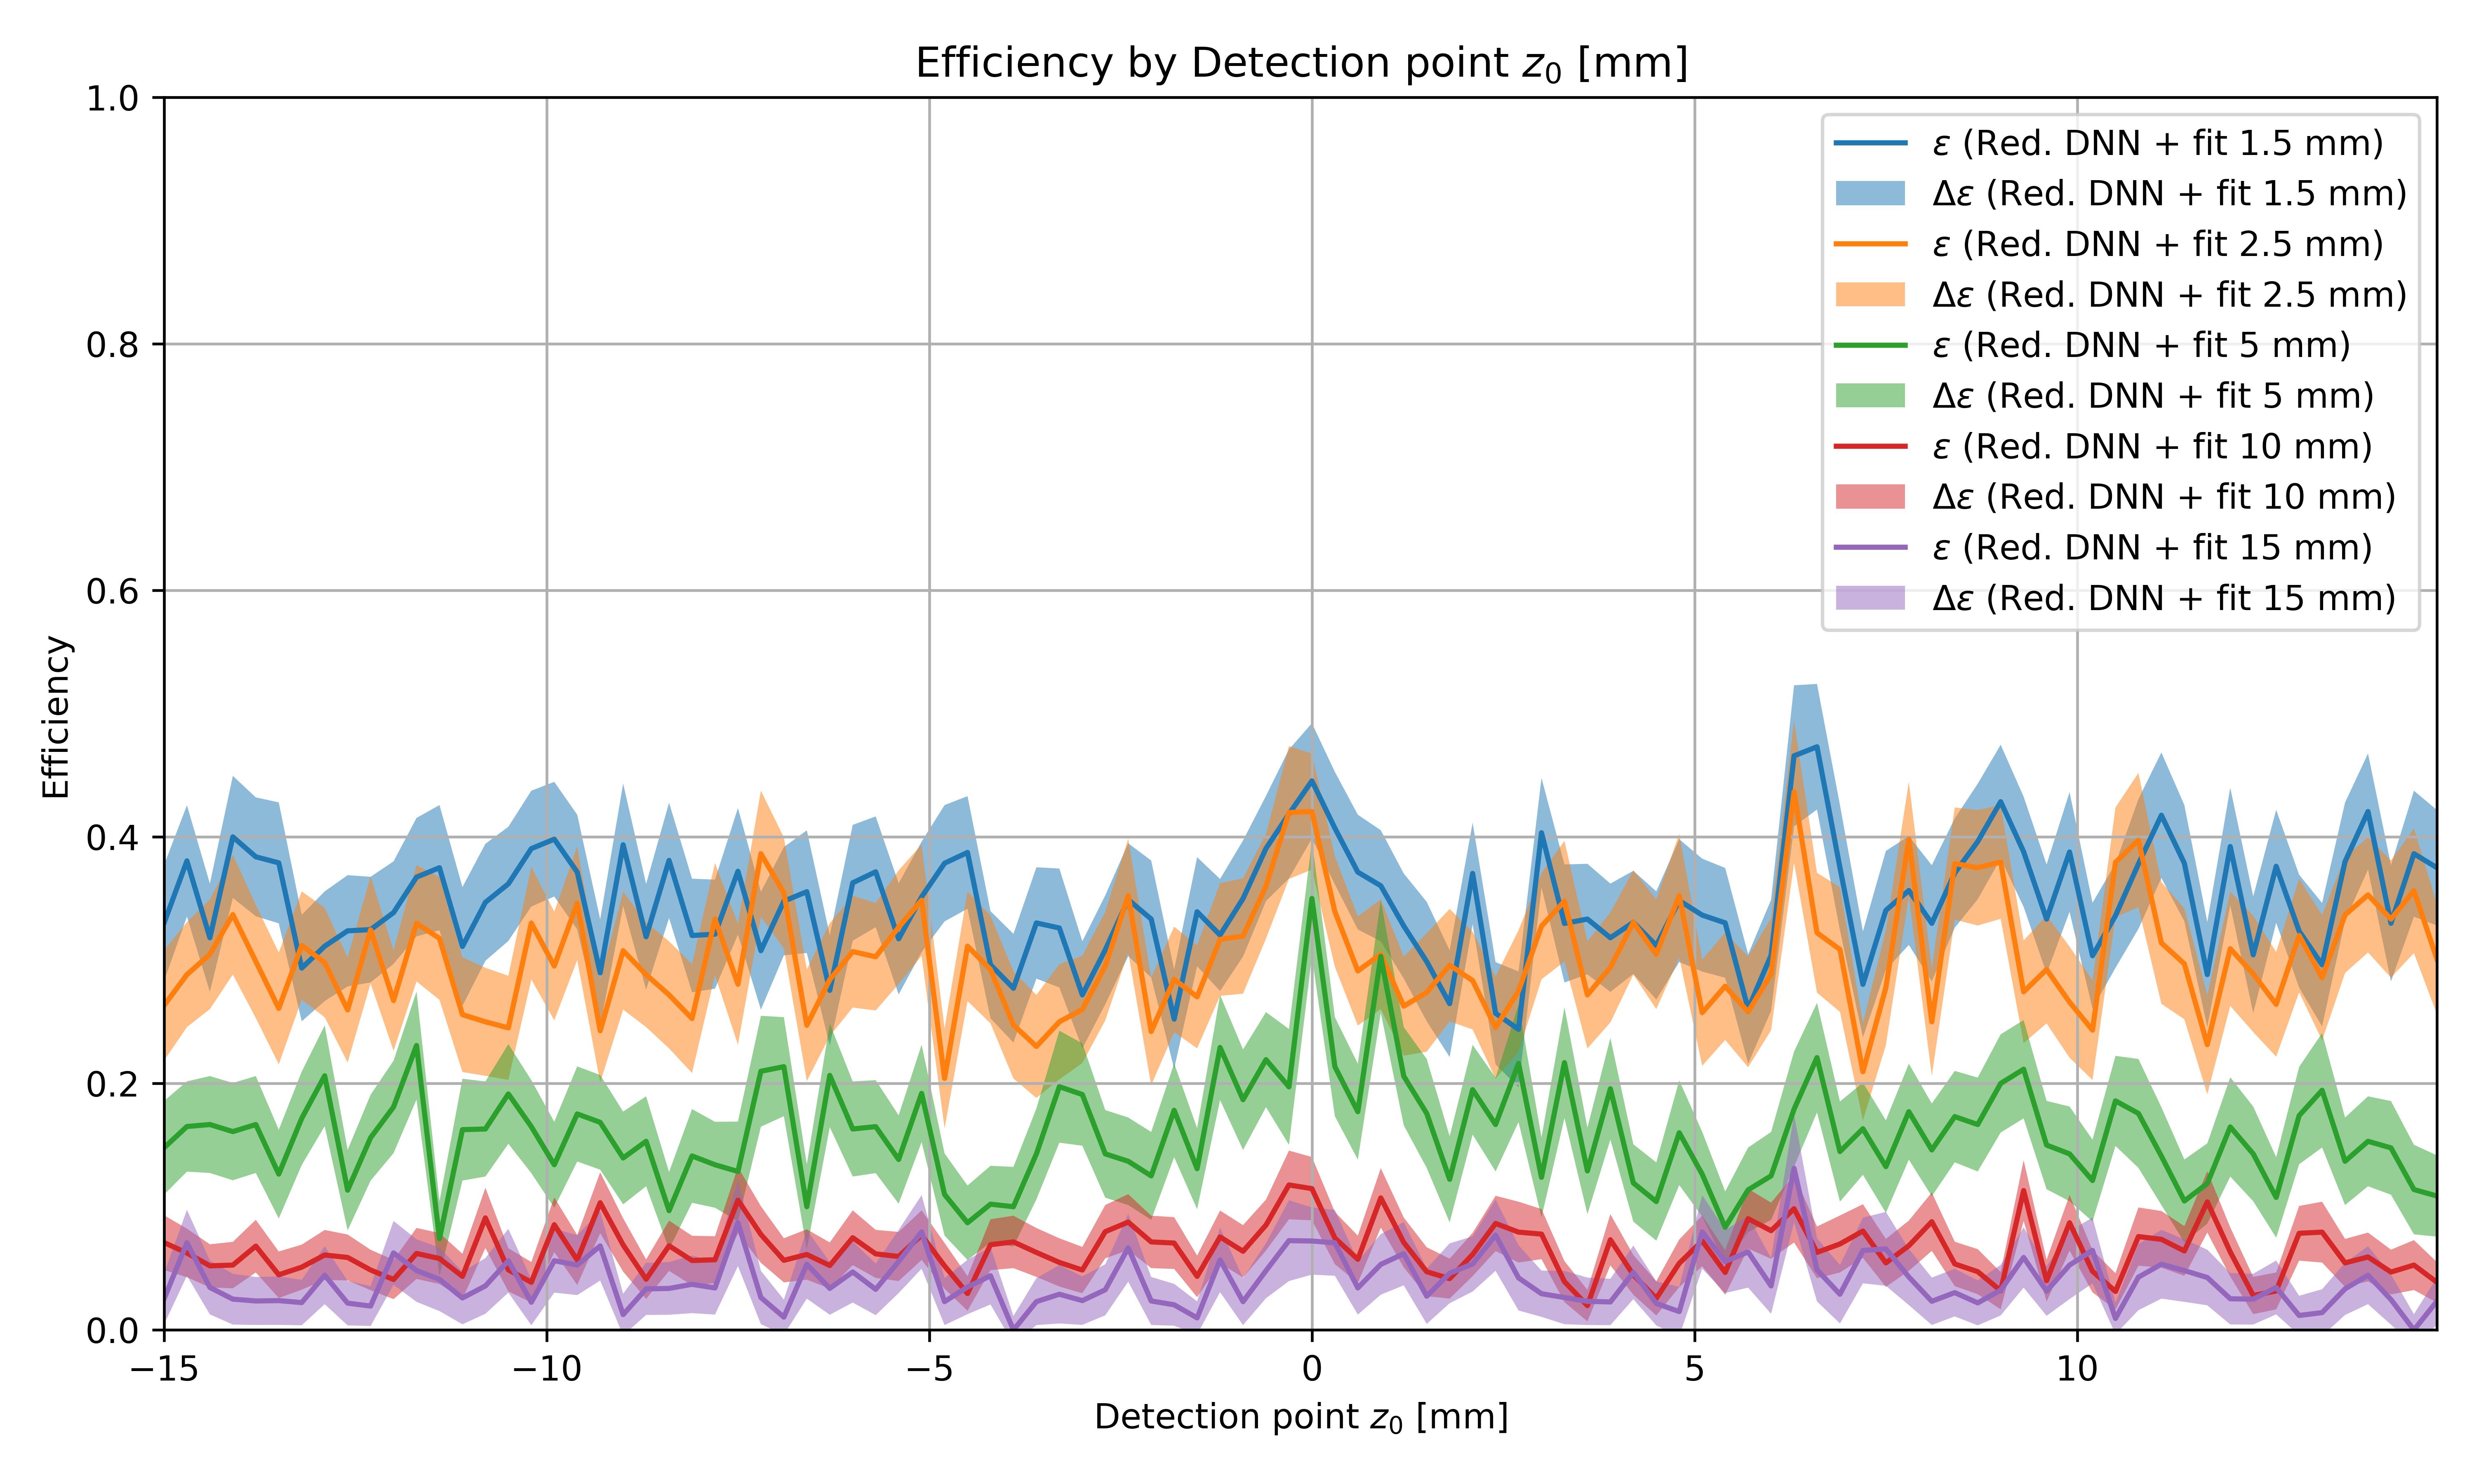 Efficiency by Detection point z₀ [mm]
1.0
0.8
0.6
0.4
0.2
0.0
Efficiency
ε (Red. DNN + fit 1.5 mm)
Δε (Red. DNN + fit 1.5 mm)
ε (Red. DNN + fit 2.5 mm)
Δε (Red. DNN + fit 2.5 mm)
ε (Red. DNN + fit 5 mm)
Δε (Red. DNN + fit 5 mm)
ε (Red. DNN + fit 10 mm)
Δε (Red. DNN + fit 10 mm)
ε (Red. DNN + fit 15 mm)
Δε (Red. DNN + fit 15 mm)
−15 −10 −5 0 5 10
Detection point z₀ [mm]